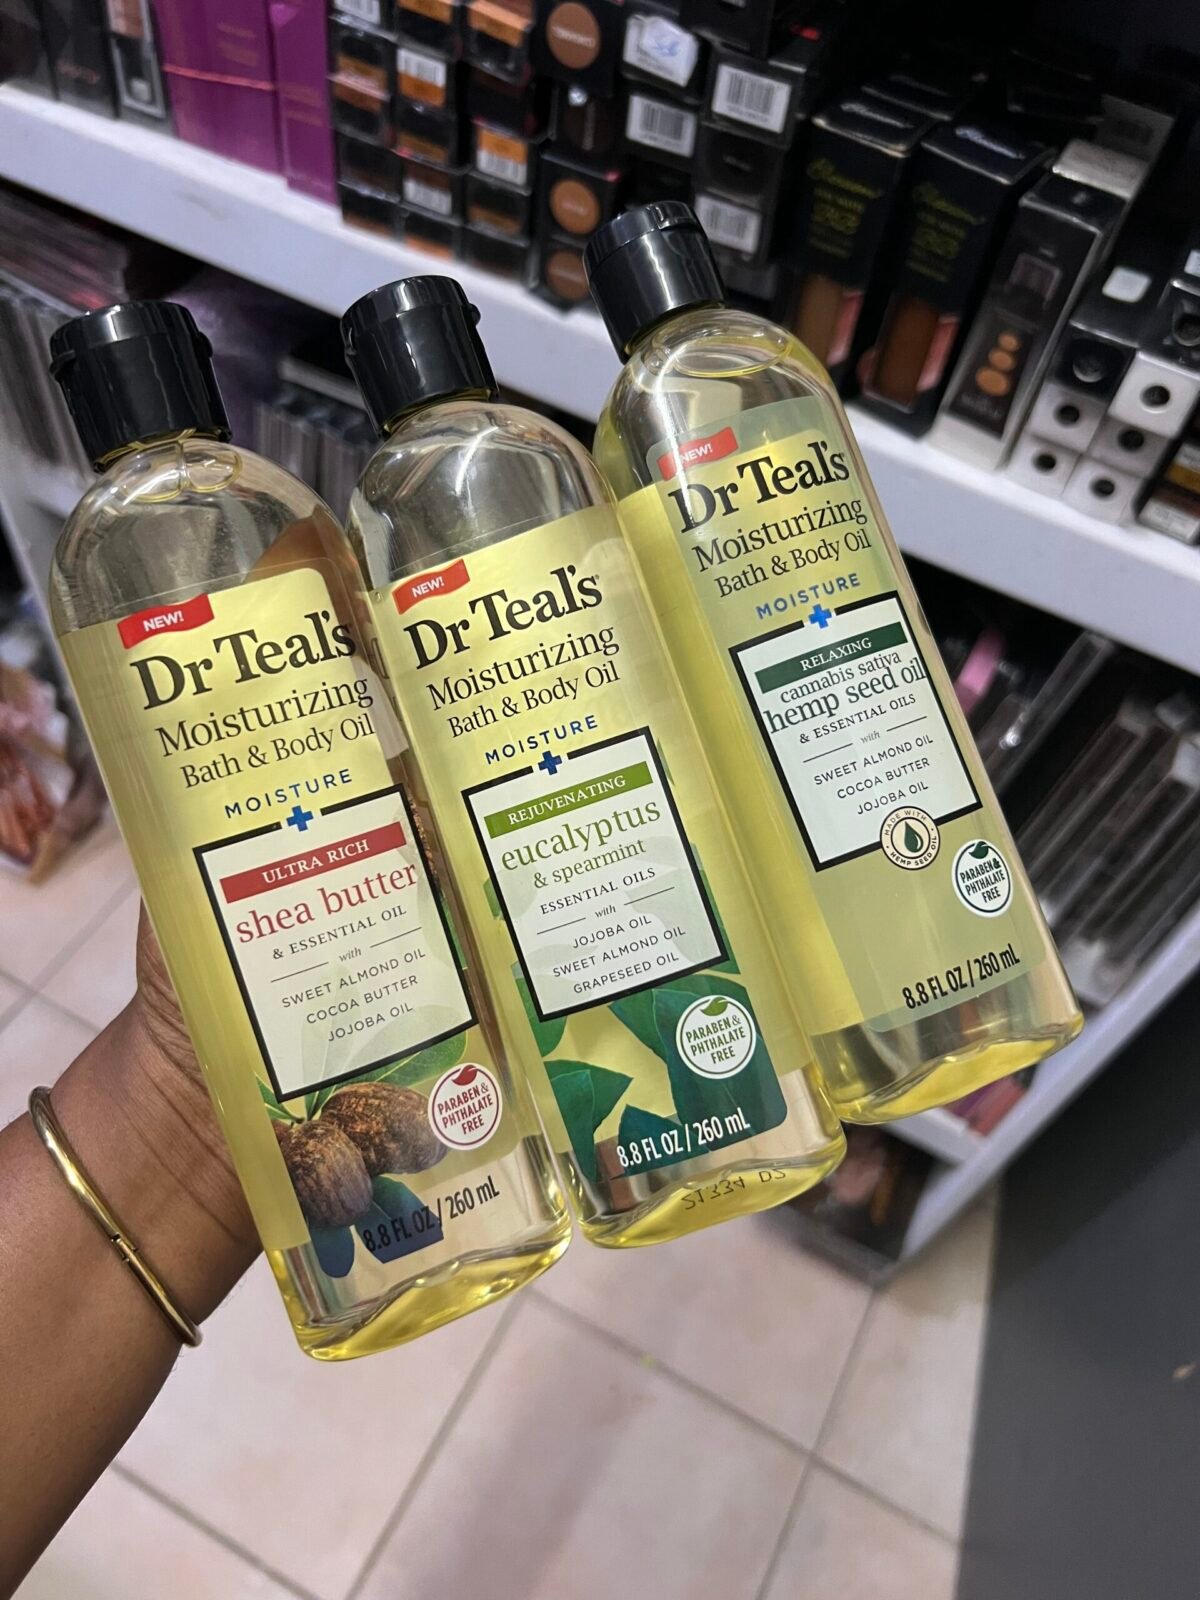 NEW!
Dr Teal's
Moisturizing
Bath & Body Oil
MOISTURE
ULTRA RICH
shea butter
& ESSENTIAL OIL
with
SWEET ALMOND OIL
COCOA BUTTER
JOJOBA OIL
PARABEN &
PHTHALATE
FREE
8.8 FL OZ / 260 mL
NEW!
Dr Teal's
Moisturizing
Bath & Body Oil
MOISTURE
REJUVENATING
eucalyptus
& spearmint
ESSENTIAL OILS
with
JOJOBA OIL
SWEET ALMOND OIL
GRAPESEED OIL
PARABEN &
PHTHALATE
FREE
8.8 FL OZ / 260 mL
NEW!
Dr Teal's
Moisturizing
Bath & Body Oil
MOISTURE
RELAXING
cannabis sativa
hemp seed oil
& ESSENTIAL OILS
with
SWEET ALMOND OIL
COCOA BUTTER
JOJOBA OIL
MADE WITH
HEMP SEED OIL
PARABEN &
PHTHALATE
FREE
8.8 FL OZ / 260 mL